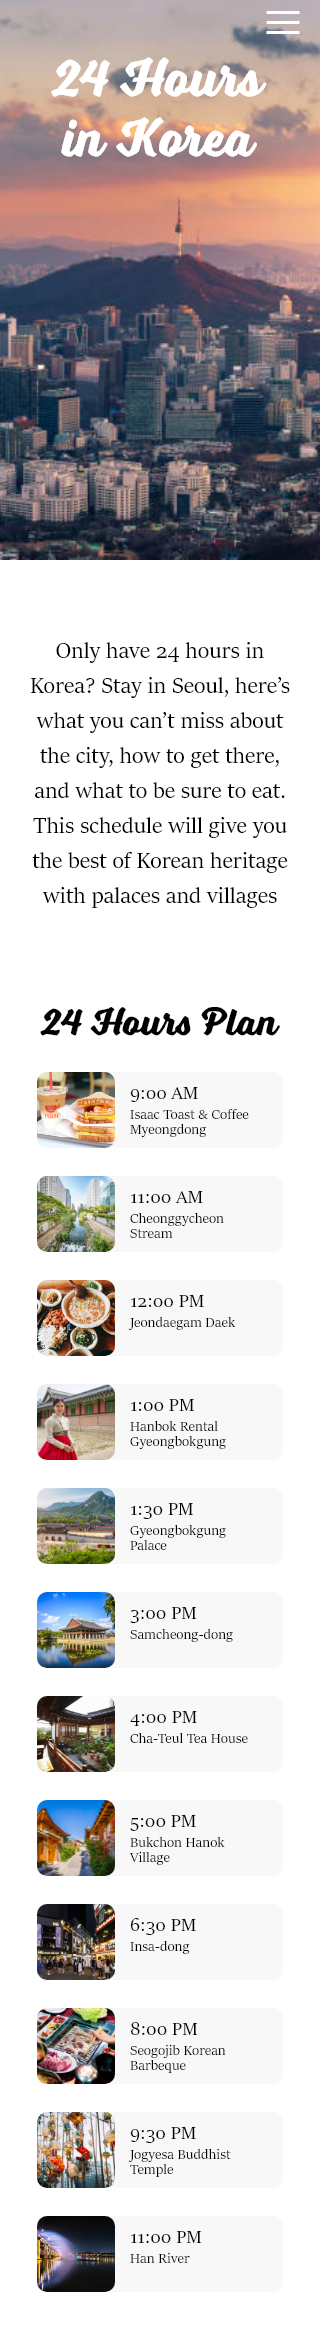 24 Hours
in Korea
Only have 24 hours in
Korea? Stay in Seoul, here’s
what you can’t miss about
the city, how to get there,
and what to be sure to eat.
This schedule will give you
the best of Korean heritage
with palaces and villages
24 Hours Plan
9:00 AM
Isaac Toast & Coffee
Myeongdong
11:00 AM
Cheonggycheon
Stream
12:00 PM
Jeondaegam Daek
1:00 PM
Hanbok Rental
Gyeongbokgung
1:30 PM
Gyeongbokgung
Palace
3:00 PM
Samcheong-dong
4:00 PM
Cha-Teul Tea House
5:00 PM
Bukchon Hanok
Village
6:30 PM
Insa-dong
8:00 PM
Seogojib Korean
Barbeque
9:30 PM
Jogyesa Buddhist
Temple
11:00 PM
Han River